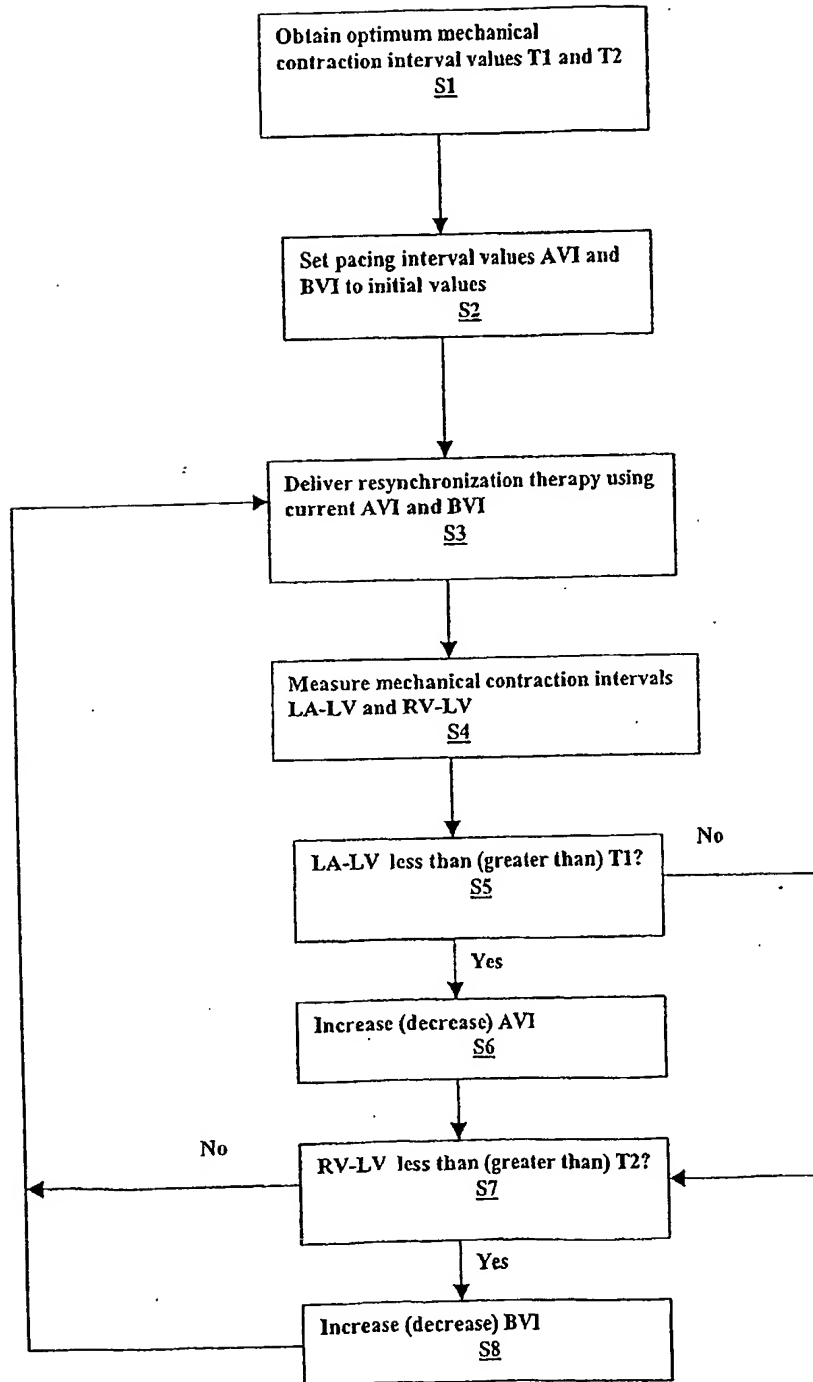 Obtain optimum mechanical
contraction interval values T1 and T2
S1
Set pacing interval values AVI and
BVI to initial values
S2
Deliver resynchronization therapy using
current AVI and BVI
S3
Measure mechanical contraction intervals
LA-LV and RV-LV
S4
LA-LV less than (greater than) T1?
S5
No
Yes
Increase (decrease) AVI
S6
No
RV-LV less than (greater than) T2?
S7
Yes
Increase (decrease) BVI
S8